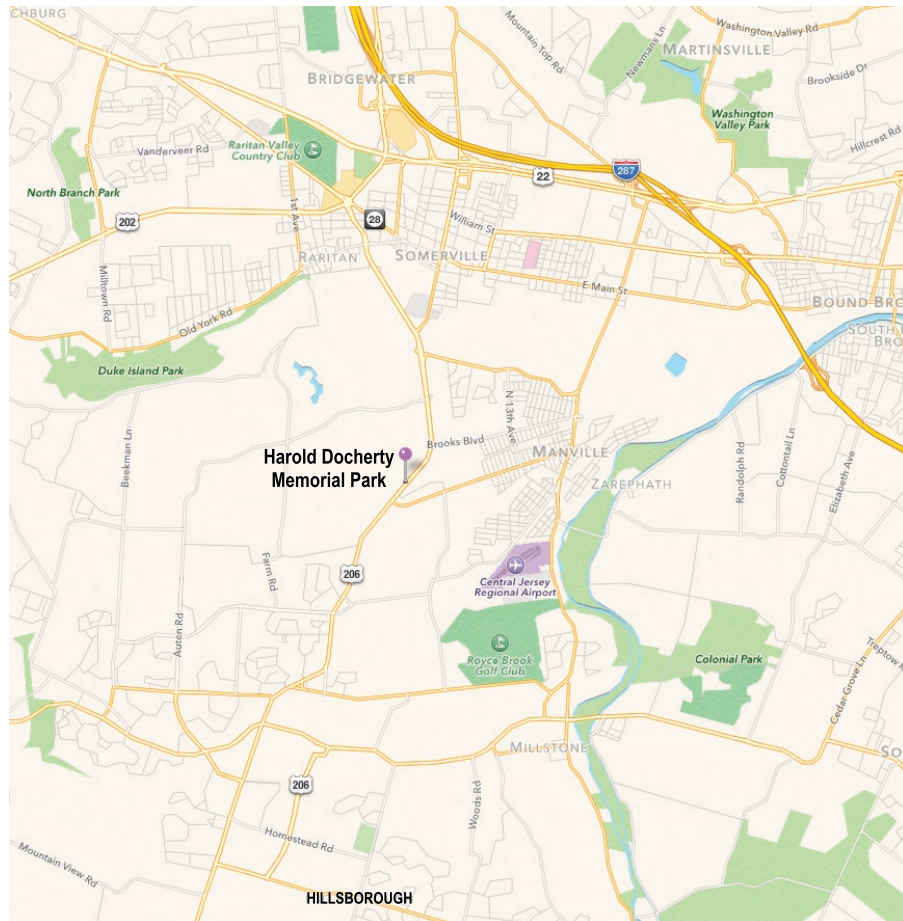 CHBURG
BRIDGEWATER
Mountain Top Rd
Newmans Ln
Washington Valley Rd
MARTINSVILLE
Brookside Dr
Washington
Valley Park
Hillcrest Rd
Raritan Valley
Country Club
Vanderveer Rd
North Branch Park
1st Ave
202
28
22
287
William St
RARITAN
SOMERVILLE
E Main St
Milltown Rd
Old York Rd
BOUND BRO
SOUTH
BRO
Duke Island Park
N 13th Ave
Brooks Blvd
MANVILLE
Harold Docherty
Memorial Park
ZAREPHATH
Beekman Ln
Randolph Rd
Cottontail Ln
Elizabeth Ave
Central Jersey
Regional Airport
206
Farm Rd
Auten Rd
Royce Brook
Golf Club
Colonial Park
Treptow
Cedar Grove Ln
MILLSTONE
SO
206
Woods Rd
Homestead Rd
Mountain View Rd
HILLSBOROUGH